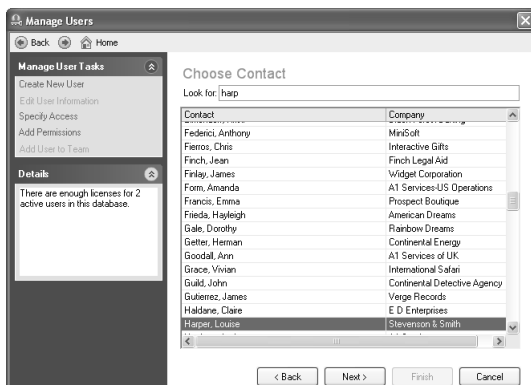 Manage Users
Back Home
Manage User Tasks
Create New User
Edit User Information
Specify Access
Add Permissions
Add User to Team
Details
There are enough licenses for 2
active users in this database.
Choose Contact
Look for: harp
Contact Company
Federici, Anthony MiniSoft
Fierros, Chris Interactive Gifts
Finch, Jean Finch Legal Aid
Finlay, James Widget Corporation
Form, Amanda A1 Services-US Operations
Francis, Emma Prospect Boutique
Frieda, Hayleigh American Dreams
Gale, Dorothy Rainbow Dreams
Getter, Herman Continental Energy
Goodall, Ann A1 Services of UK
Grace, Vivian International Safari
Guild, John Continental Detective Agency
Gutierrez, James Verge Records
Haldane, Claire E D Enterprises
Harper, Louise Stevenson & Smith
< Back Next > Finish Cancel